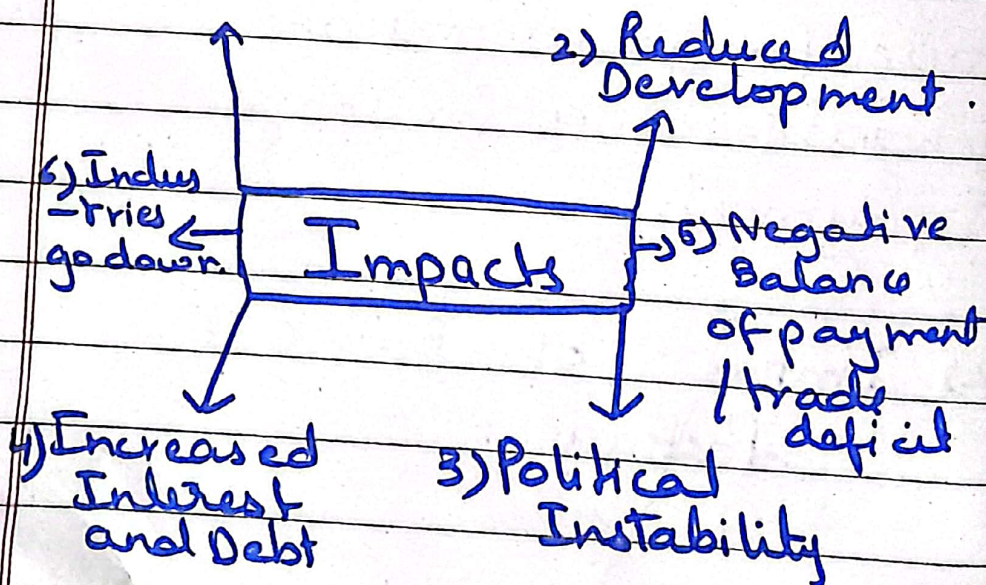 2) Reduced
Development.
6) Indus
-tries
go down.
Impacts
5) Negative
Balance
of payment
/trade
deficit
4) Increased
Interest
and Debt
3) Political
Instability